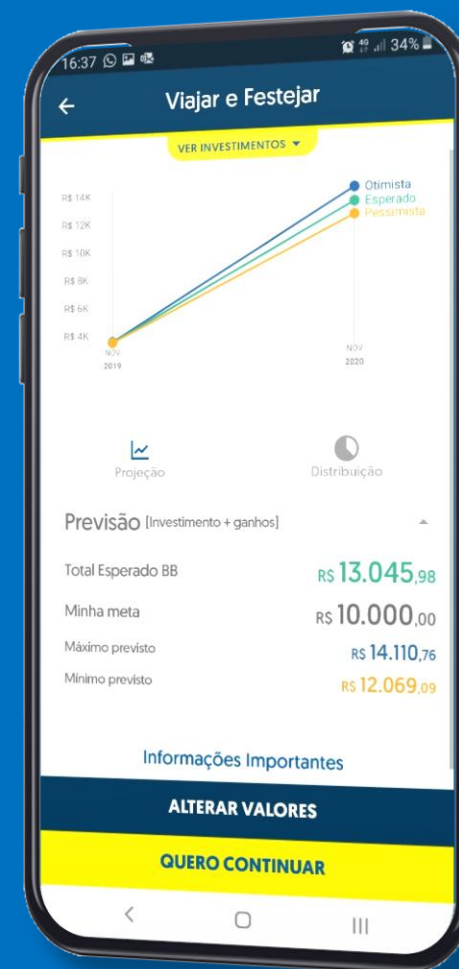 16:37
4G 34%
Viajar e Festejar
VER INVESTIMENTOS
Otimista
Esperado
Pessimista
R$ 14K
R$ 12K
R$ 10K
R$ 8K
R$ 6K
R$ 4K
NOV
2019
NOV
2020
Projeção
Distribuição
Previsão [Investimento + ganhos]
Total Esperado BB R$ 13.045,98
Minha meta R$ 10.000,00
Máximo previsto R$ 14.110,76
Mínimo previsto R$ 12.069,09
Informações Importantes
ALTERAR VALORES
QUERO CONTINUAR